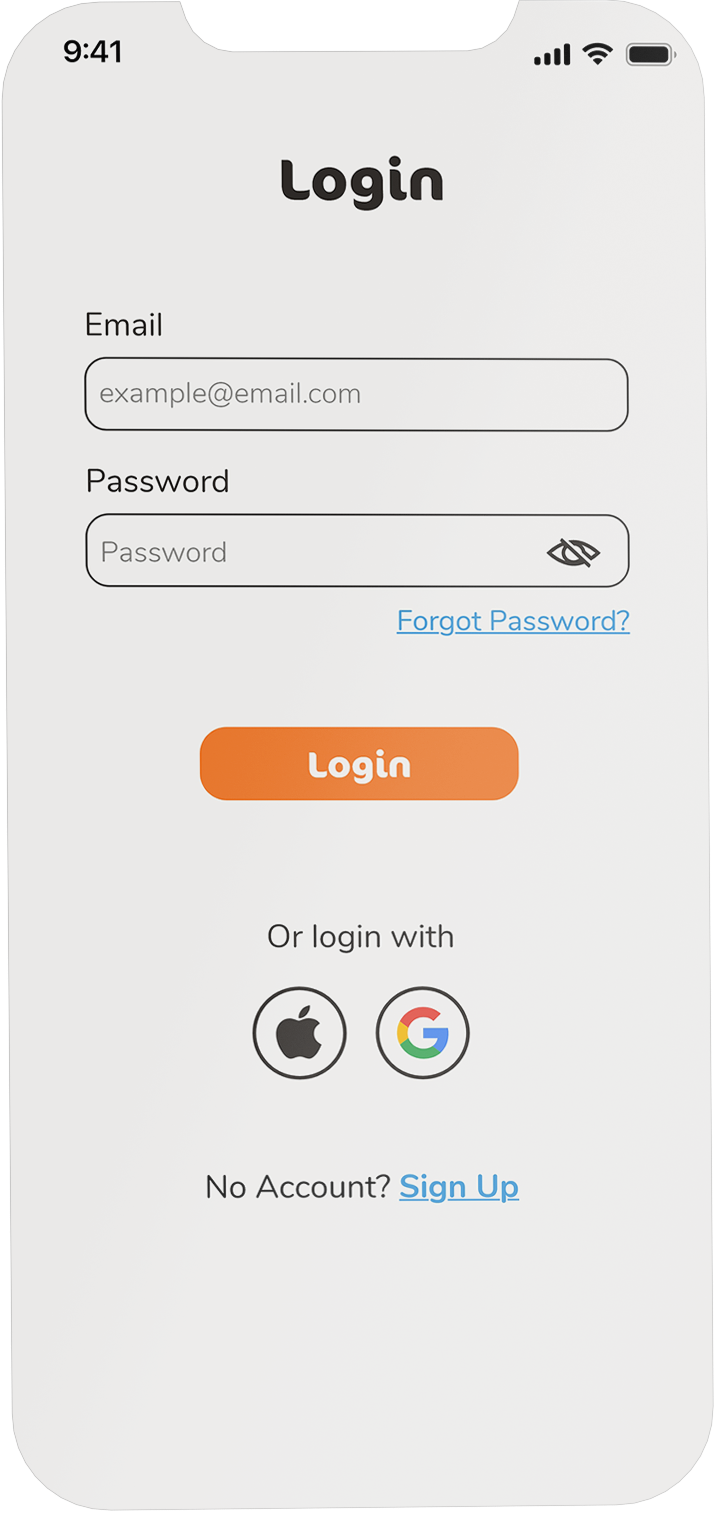 9:41
Login
Email
example@email.com
Password
Password
Forgot Password?
Login
Or login with
No Account? Sign Up